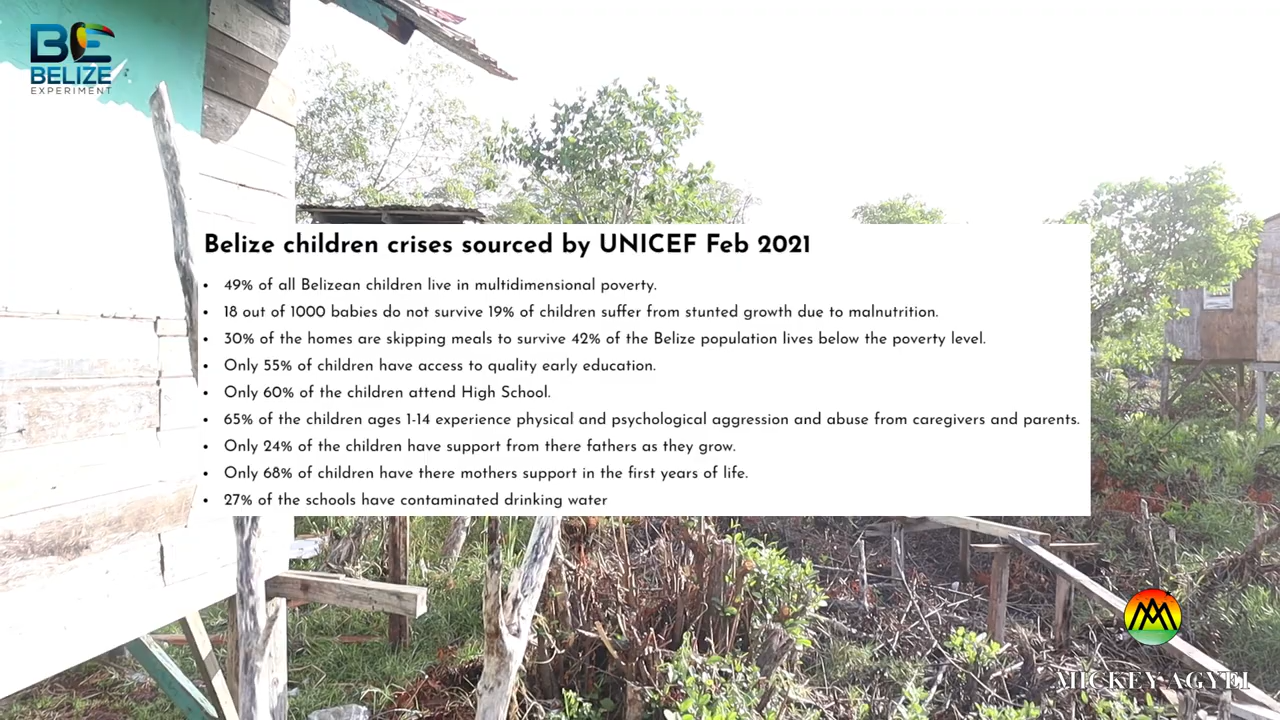 BE
BELIZE
EXPERIMENT
Belize children crises sourced by UNICEF Feb 2021
• 49% of all Belizean children live in multidimensional poverty.
• 18 out of 1000 babies do not survive 19% of children suffer from stunted growth due to malnutrition.
• 30% of the homes are skipping meals to survive 42% of the Belize population lives below the poverty level.
• Only 55% of children have access to quality early education.
• Only 60% of the children attend High School.
• 65% of the children ages 1-14 experience physical and psychological aggression and abuse from caregivers and parents.
• Only 24% of the children have support from there fathers as they grow.
• Only 68% of children have there mothers support in the first years of life.
• 27% of the schools have contaminated drinking water
MICKEY AGYEI